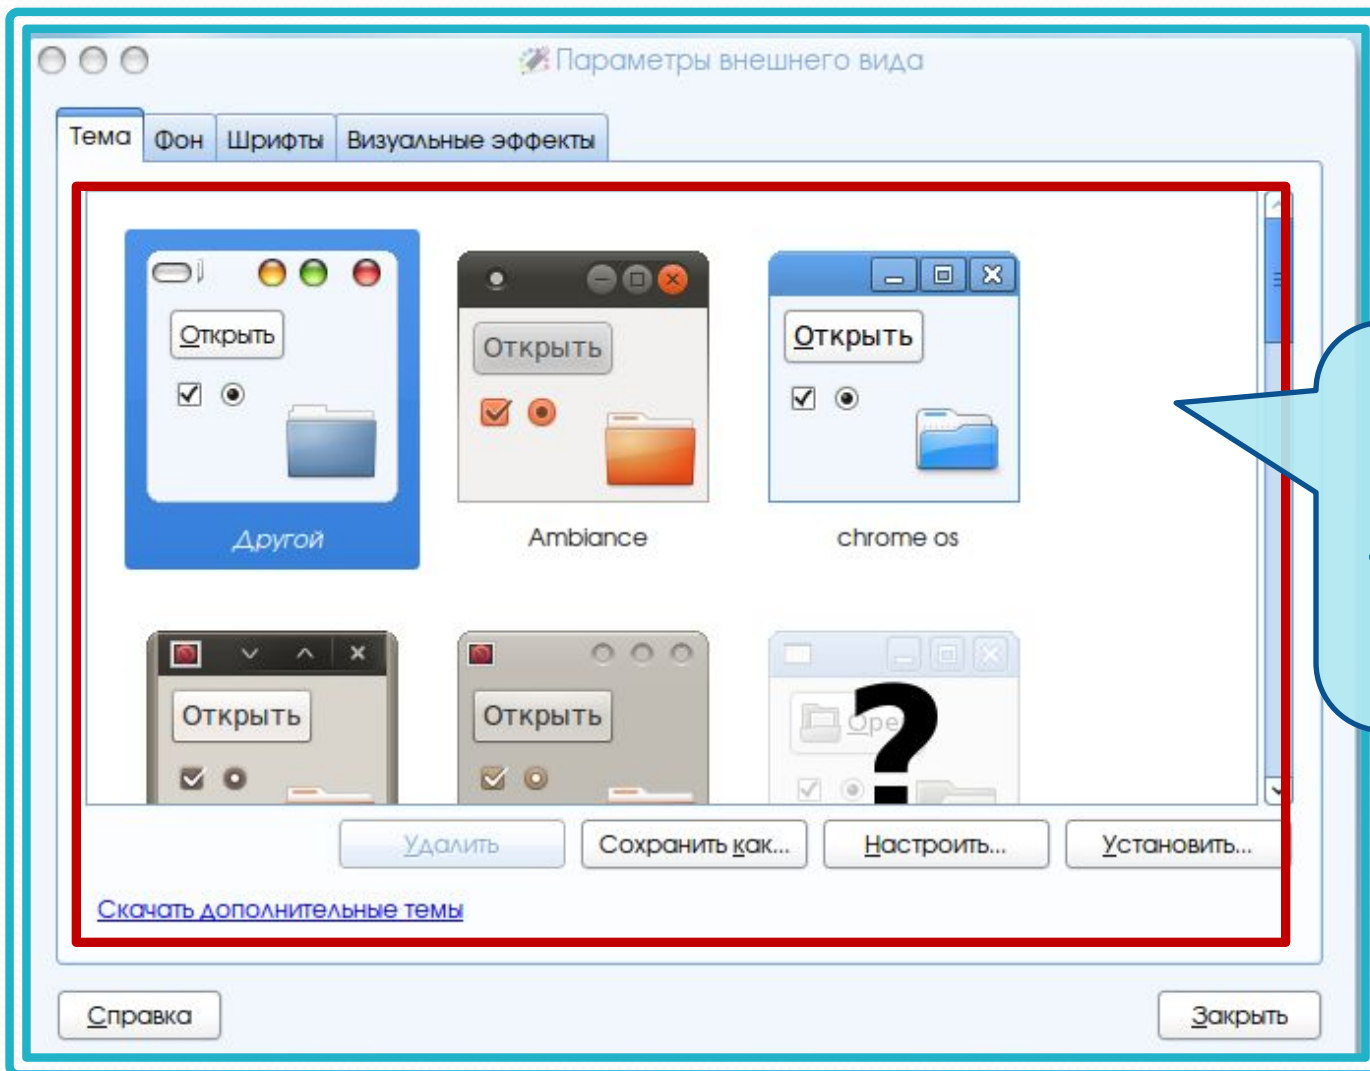 Параметры внешнего вида
Тема Фон Шрифты Визуальные эффекты
Открыть Открыть Открыть
Другой Ambiance chrome os
Открыть Открыть Ope
?
Удалить Сохранить как... Настроить... Установить...
Скачать дополнительные темы
Справка Закрыть